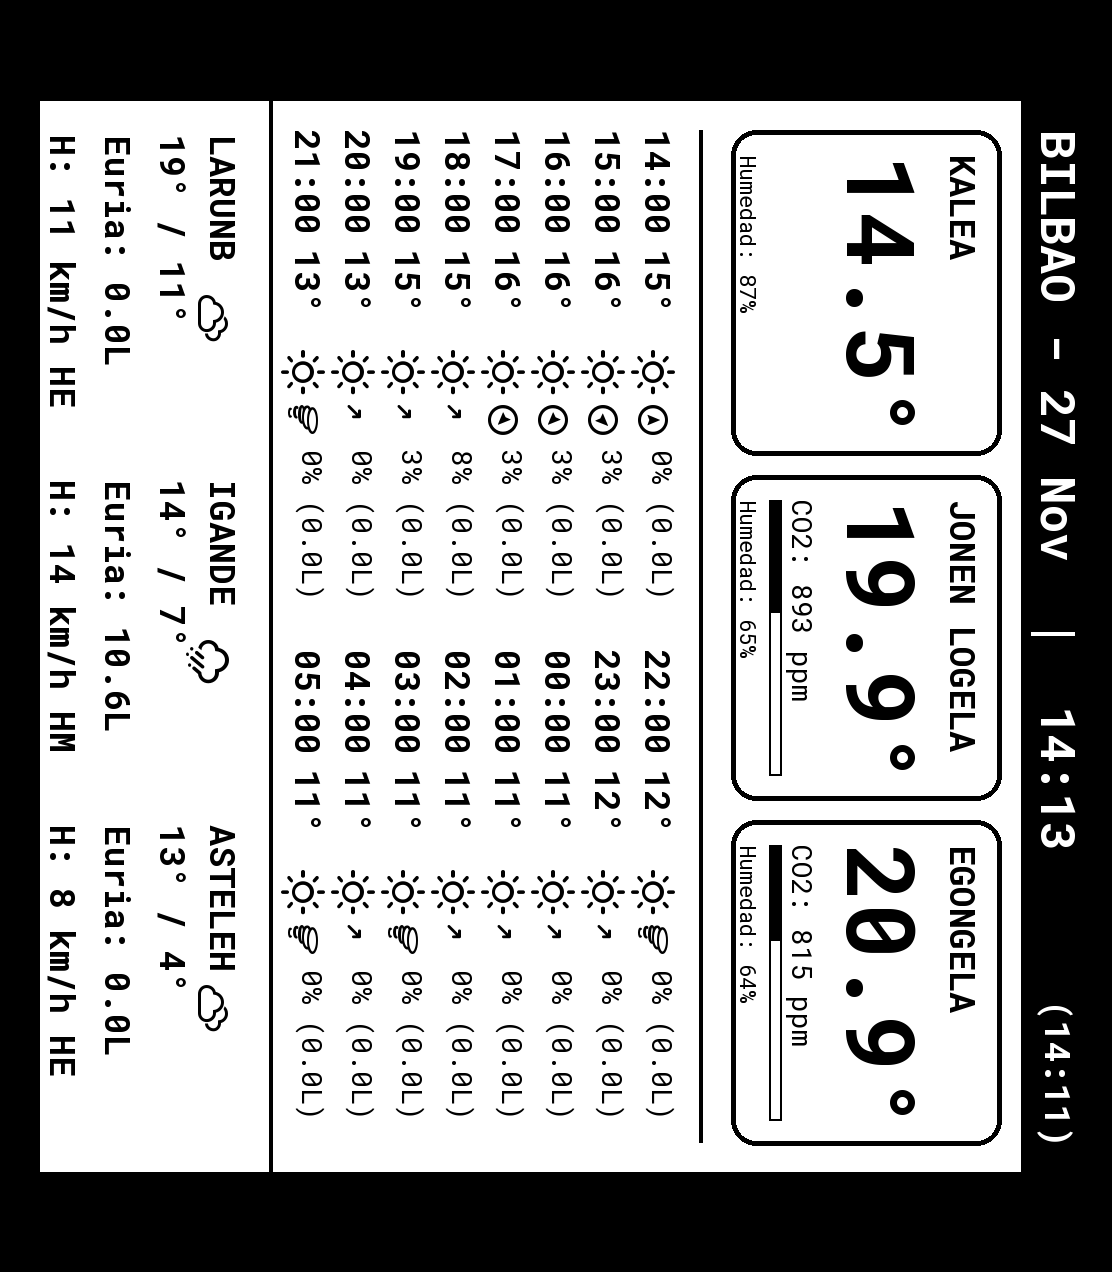 BILBAO - 27 Nov | 14:13 (14:11)
KALEA
14.5°
Humedad: 87%
JONEN LOGELA
19.9°
CO2: 893 ppm
Humedad: 65%
EGONGELA
20.9°
CO2: 815 ppm
Humedad: 64%
14:00 15° 0% (0.0L)
15:00 16° 3% (0.0L)
16:00 16° 3% (0.0L)
17:00 16° 3% (0.0L)
18:00 15° 8% (0.0L)
19:00 15° 3% (0.0L)
20:00 13° 0% (0.0L)
21:00 13° 0% (0.0L)
22:00 12° 0% (0.0L)
23:00 12° 0% (0.0L)
00:00 11° 0% (0.0L)
01:00 11° 0% (0.0L)
02:00 11° 0% (0.0L)
03:00 11° 0% (0.0L)
04:00 11° 0% (0.0L)
05:00 11° 0% (0.0L)
LARUNB
19° / 11°
Euria: 0.0L
H: 11 km/h HE
IGANDE
14° / 7°
Euria: 10.6L
H: 14 km/h HM
ASTELEH
13° / 4°
Euria: 0.0L
H: 8 km/h HE